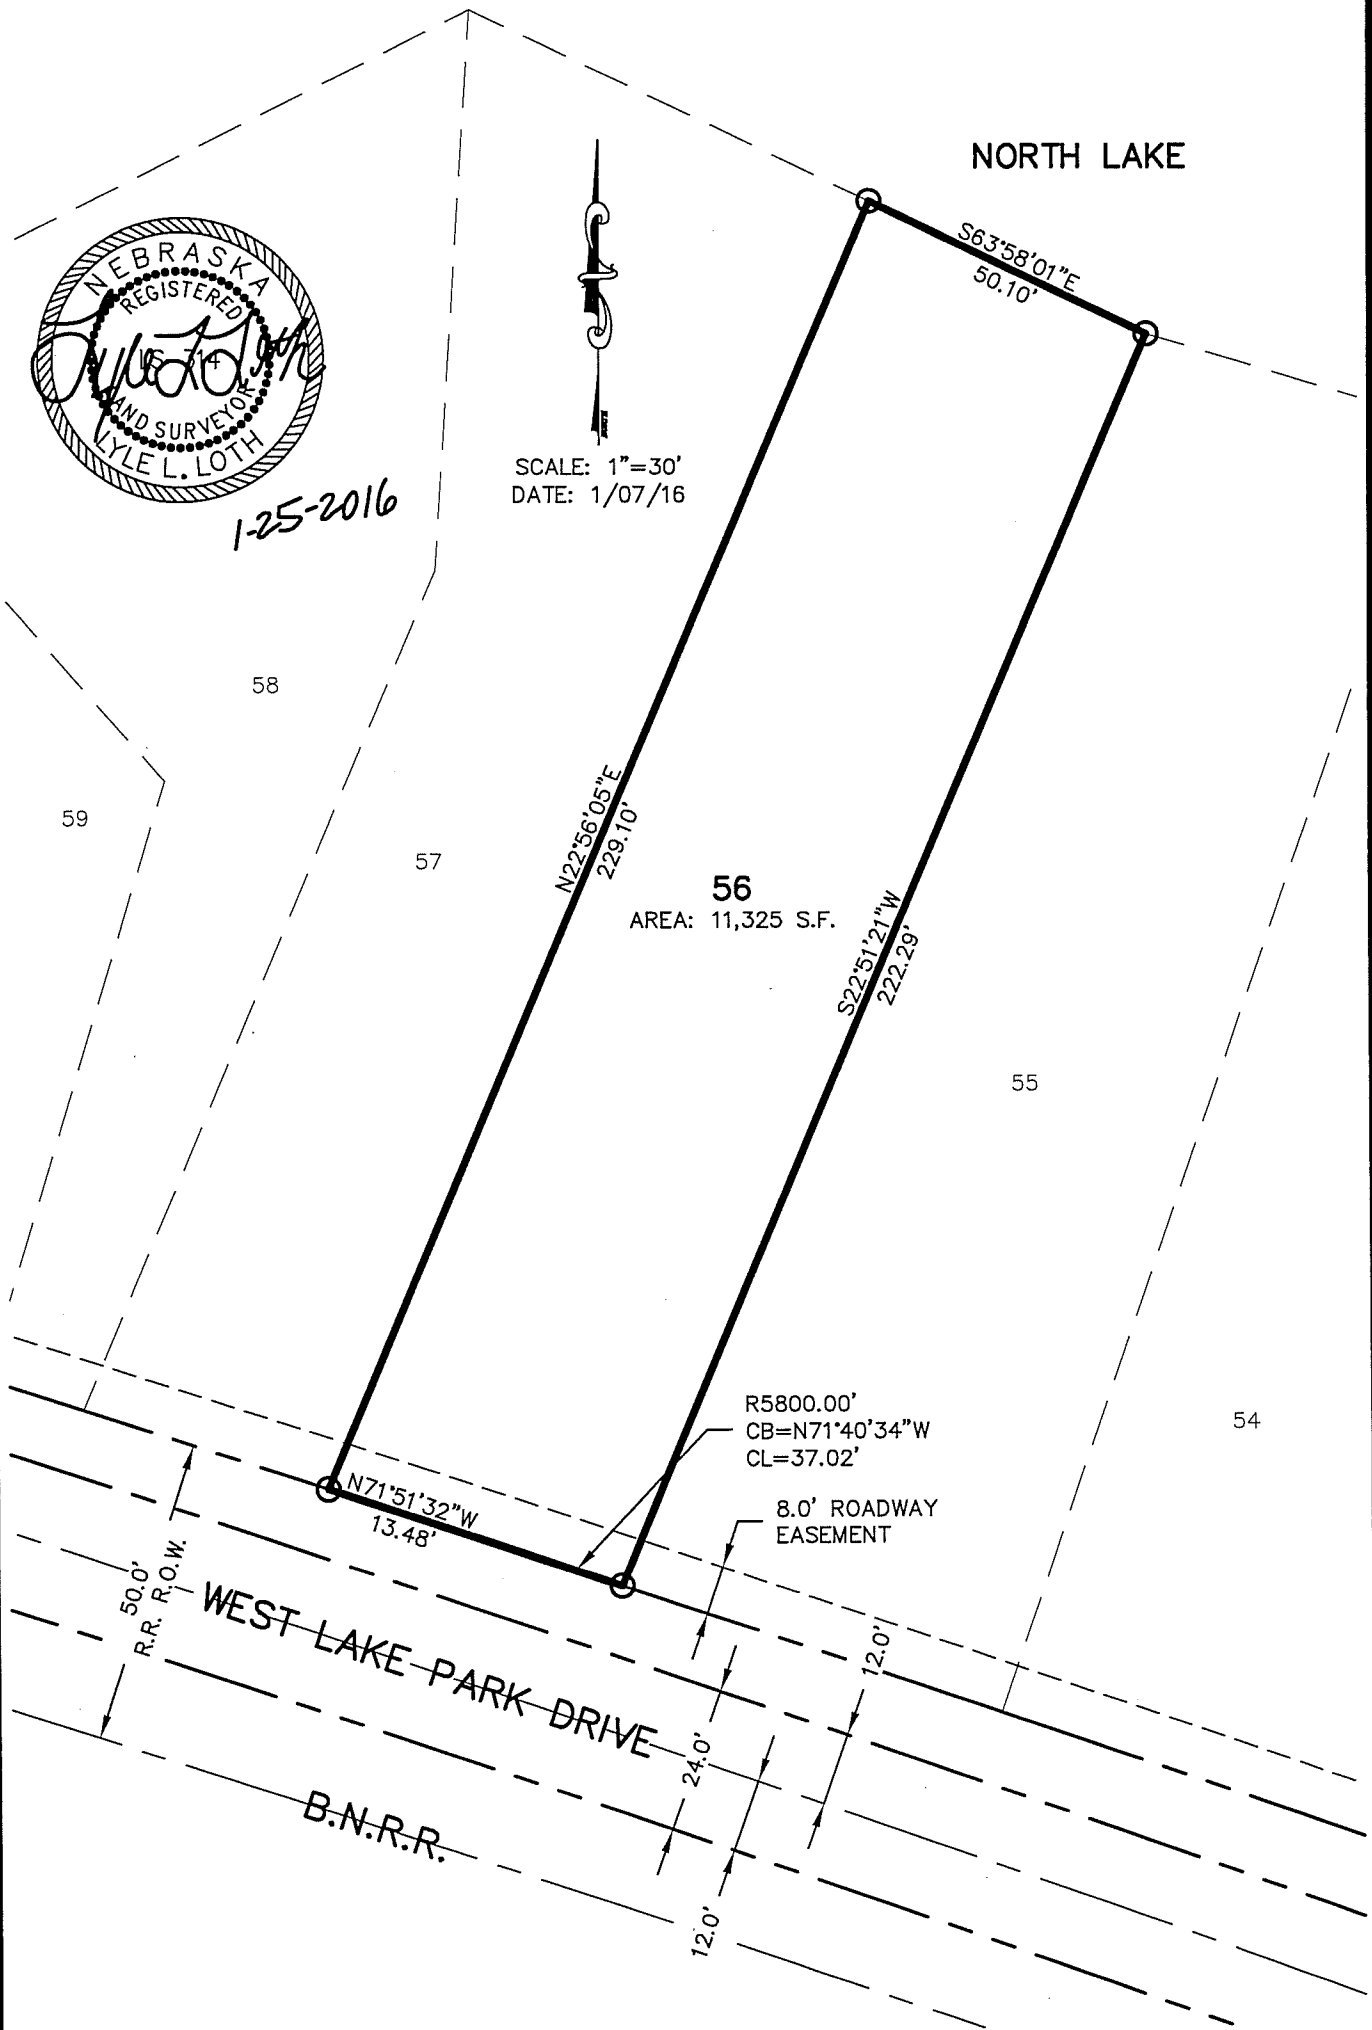 NORTH LAKE
S63°58'01"E
50.10'
NEBRASKA
REGISTERED
LS 314
LAND SURVEYOR
LYLE L. LOTH
1-25-2016
SCALE: 1"=30'
DATE: 1/07/16
58
59
57
N22°56'05"E
229.10'
56
AREA: 11,325 S.F.
S22°51'21"W
222.29'
55
54
R5800.00'
CB=N71°40'34"W
CL=37.02'
8.0' ROADWAY
EASEMENT
N71°51'32"W
13.48'
50.0'
R.R. R.O.W.
WEST LAKE PARK DRIVE
12.0'
24.0'
12.0'
B.N.R.R.